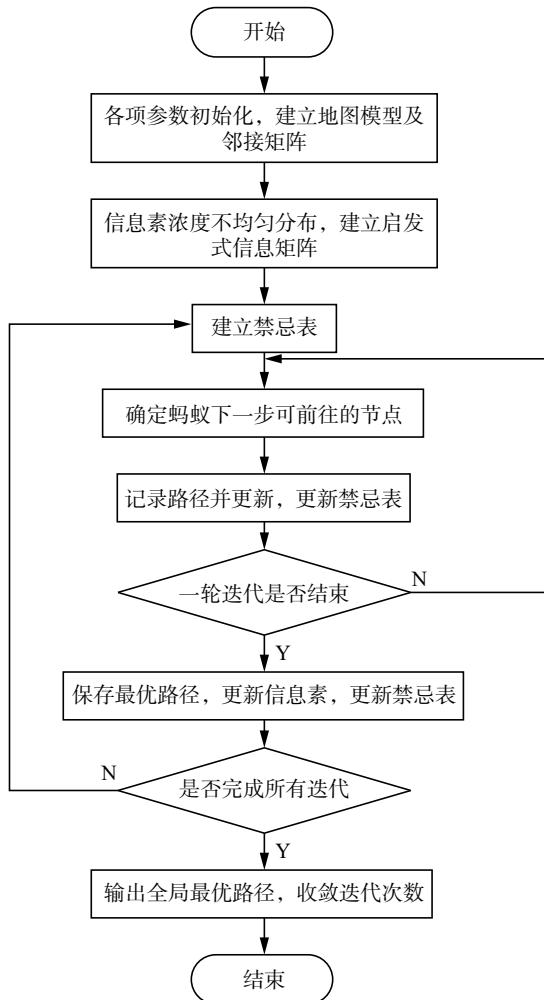 开始
各项参数初始化，建立地图模型及
邻接矩阵
信息素浓度不均匀分布，建立启发
式信息矩阵
建立禁忌表
确定蚂蚁下一步可前往的节点
记录路径并更新，更新禁忌表
一轮迭代是否结束
N
Y
保存最优路径，更新信息素，更新禁忌表
N
是否完成所有迭代
Y
输出全局最优路径，收敛迭代次数
结束